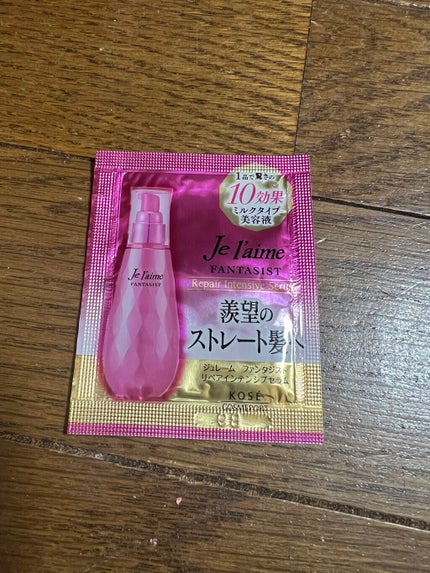 1品で驚きの
10効果
ミルクタイプ
美容液
Je l'aime
FANTASIST
Repair Intensive Serum
羨望の
ストレート髪へ
ジュレーム ファンタジスト
リペアインテンシブセラム
KOSÉ
COSMEPORT
Je l'aime
FANTASIST